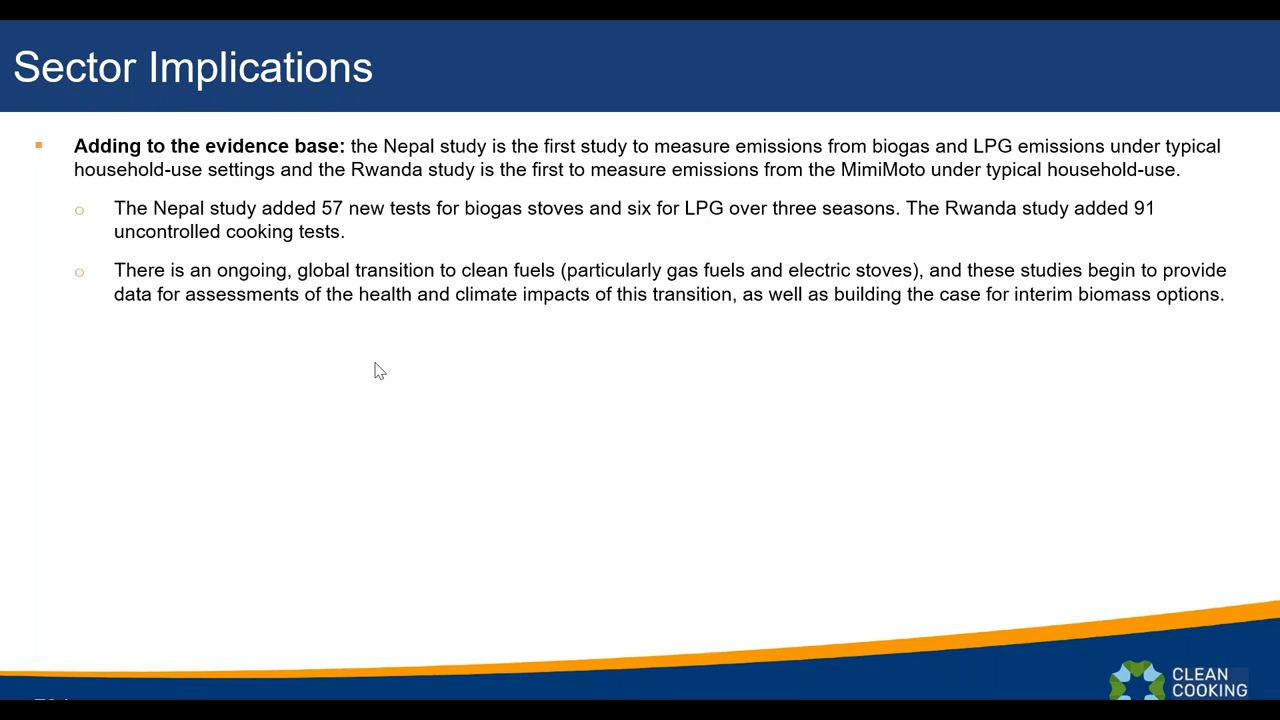 Sector Implications
Adding to the evidence base: the Nepal study is the first study to measure emissions from biogas and LPG emissions under typical
household-use settings and the Rwanda study is the first to measure emissions from the MimiMoto under typical household-use.
The Nepal study added 57 new tests for biogas stoves and six for LPG over three seasons. The Rwanda study added 91
uncontrolled cooking tests.
There is an ongoing, global transition to clean fuels (particularly gas fuels and electric stoves), and these studies begin to provide
data for assessments of the health and climate impacts of this transition, as well as building the case for interim biomass options.
CLEAN
COOKING